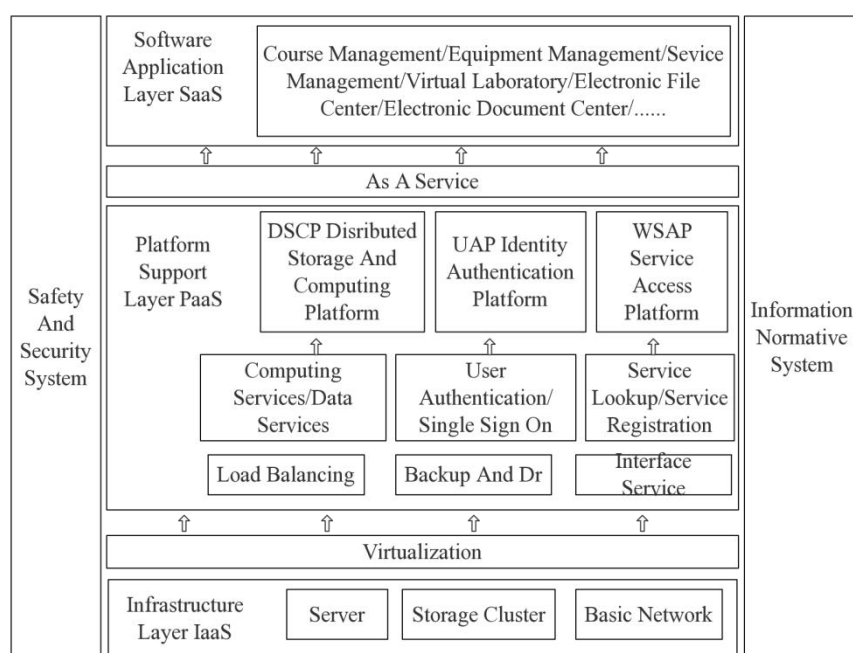 Software
Application
Layer SaaS
Course Management/Equipment Management/Sevice
Management/Virtual Laboratory/Electronic File
Center/Electronic Document Center/......
As A Service
Platform
Support
Layer PaaS
DSCP Disributed
Storage And
Computing
Platform
UAP Identity
Authentication
Platform
WSAP
Service
Access
Platform
Computing
Services/Data
Services
User
Authentication/
Single Sign On
Service
Lookup/Service
Registration
Load Balancing
Backup And Dr
Interface
Service
Virtualization
Infrastructure
Layer IaaS
Server
Storage Cluster
Basic Network
Safety
And
Security
System
Information
Normative
System